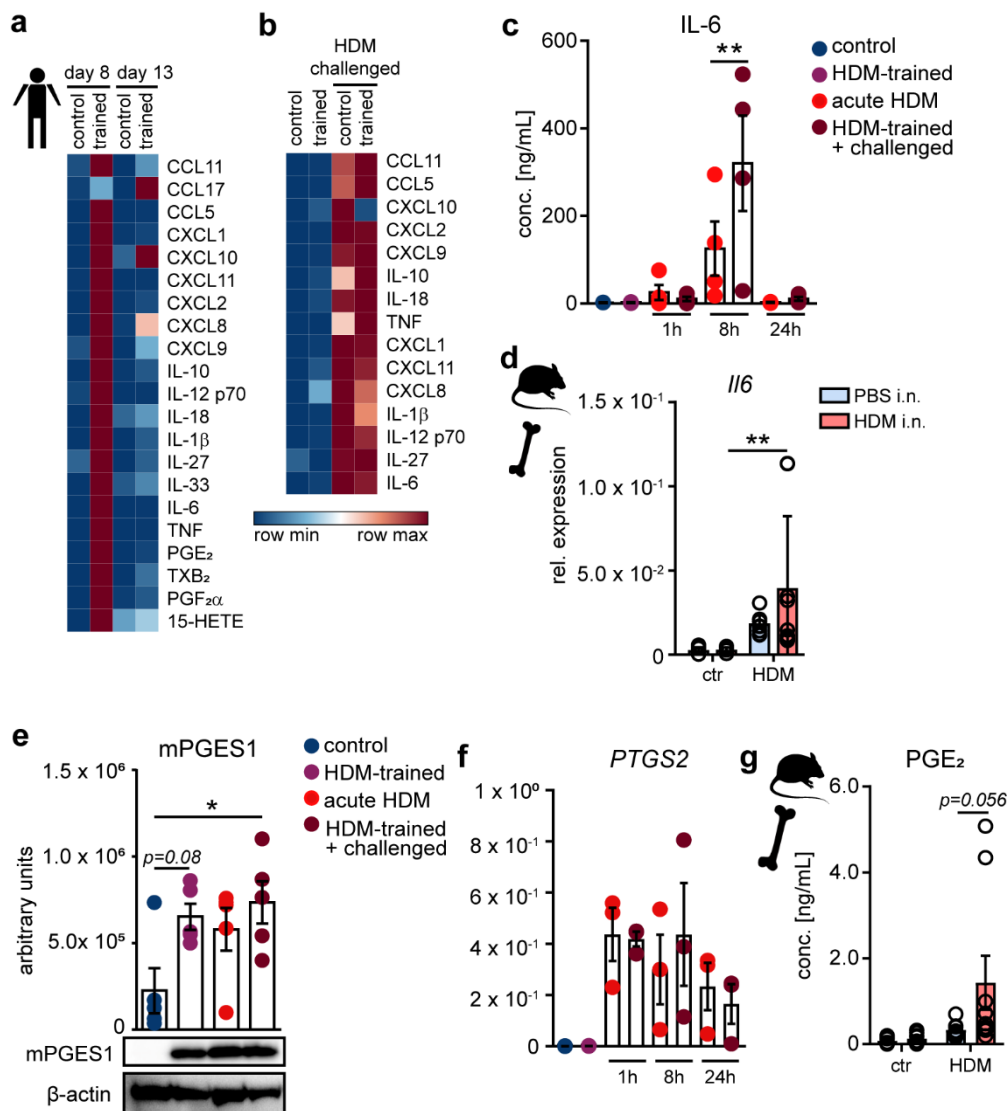 a
day 8 day 13
control
trained
control
trained
CCL11
CCL17
CCL5
CXCL1
CXCL10
CXCL11
CXCL2
CXCL8
CXCL9
IL-10
IL-12 p70
IL-18
IL-1β
IL-27
IL-33
IL-6
TNF
PGE₂
TXB₂
PGF₂α
15-HETE
b
HDM
challenged
control
trained
control
trained
CCL11
CCL5
CXCL10
CXCL2
CXCL9
IL-10
IL-18
TNF
CXCL1
CXCL11
CXCL8
IL-1β
IL-12 p70
IL-27
IL-6
row min row max
c
IL-6
conc. [ng/mL]
600
400
200
0
**
1h 8h 24h
control
HDM-trained
acute HDM
HDM-trained
+ challenged
d
Il6
rel. expression
1.5 x 10⁻¹
1.0 x 10⁻¹
5.0 x 10⁻²
0
**
ctr HDM
PBS i.n.
HDM i.n.
e
mPGES1
arbitrary units
1.5 x 10⁶
1.0 x 10⁶
5.0 x 10⁵
0
*
p=0.08
control
HDM-trained
acute HDM
HDM-trained
+ challenged
mPGES1
β-actin
f
PTGS2
1 x 10⁰
8 x 10⁻¹
6 x 10⁻¹
4 x 10⁻¹
2 x 10⁻¹
0
1h 8h 24h
g
PGE₂
conc. [ng/mL]
6.0
4.0
2.0
0
p=0.056
ctr HDM